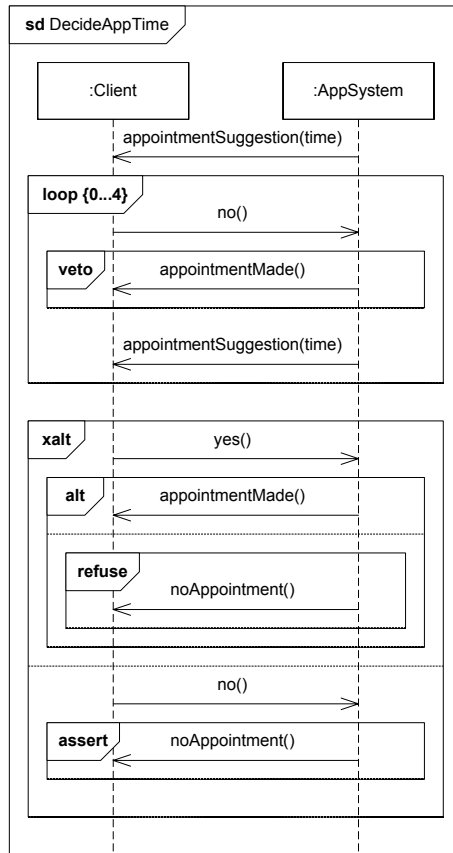 sd DecideAppTime
:Client :AppSystem
appointmentSuggestion(time)
loop {0...4}
no()
veto appointmentMade()
appointmentSuggestion(time)
xalt yes()
alt appointmentMade()
refuse
noAppointment()
no()
assert noAppointment()